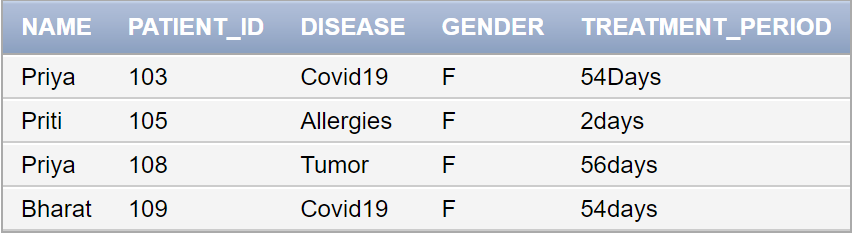 NAME PATIENT_ID DISEASE GENDER TREATMENT_PERIOD
Priya 103 Covid19 F 54Days
Priti 105 Allergies F 2days
Priya 108 Tumor F 56days
Bharat 109 Covid19 F 54days